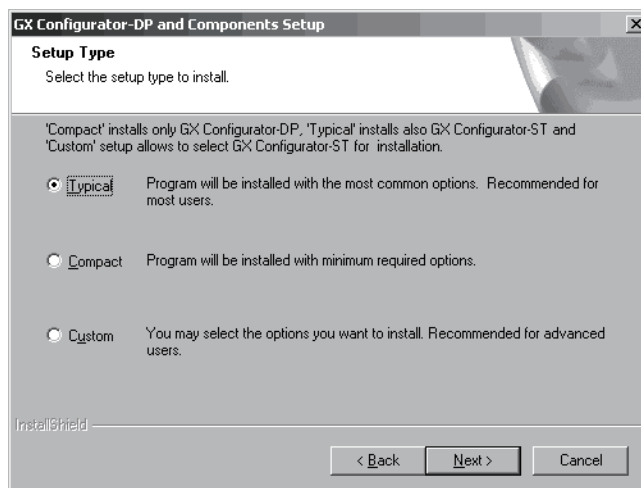 GX Configurator-DP and Components Setup
Setup Type
Select the setup type to install.
'Compact' installs only GX Configurator-DP, 'Typical' installs also GX Configurator-ST and
'Custom' setup allows to select GX Configurator-ST for installation.
Typical Program will be installed with the most common options. Recommended for
most users.
Compact Program will be installed with minimum required options.
Custom You may select the options you want to install. Recommended for advanced
users.
InstallShield
< Back Next > Cancel